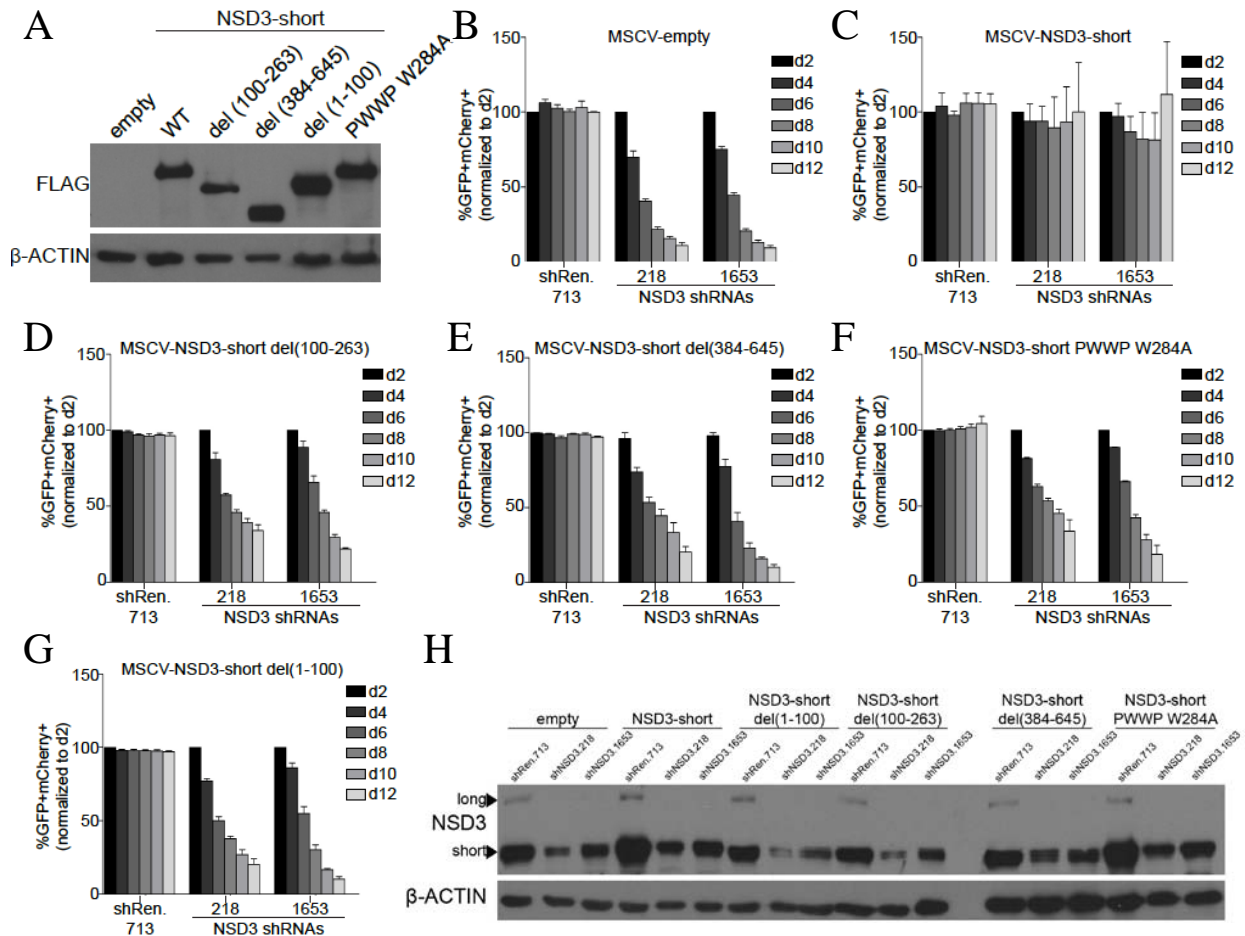 A
NSD3-short
empty
WT
del (100-263)
del (384-645)
del (1-100)
PWWP W284A
FLAG
β-ACTIN
B
MSCV-empty
%GFP+mCherry+
(normalized to d2)
150
100
50
0
d2
d4
d6
d8
d10
d12
shRen.
713
218
1653
NSD3 shRNAs
C
MSCV-NSD3-short
%GFP+mCherry+
(normalized to d2)
150
100
50
0
d2
d4
d6
d8
d10
d12
shRen.
713
218
1653
NSD3 shRNAs
D
MSCV-NSD3-short del(100-263)
%GFP+mCherry+
(normalized to d2)
150
100
50
0
d2
d4
d6
d8
d10
d12
shRen.
713
218
1653
NSD3 shRNAs
E
MSCV-NSD3-short del(384-645)
%GFP+mCherry+
(normalized to d2)
150
100
50
0
d2
d4
d6
d8
d10
d12
shRen.
713
218
1653
NSD3 shRNAs
F
MSCV-NSD3-short PWWP W284A
%GFP+mCherry+
(normalized to d2)
150
100
50
0
d2
d4
d6
d8
d10
d12
shRen.
713
218
1653
NSD3 shRNAs
G
MSCV-NSD3-short del(1-100)
%GFP+mCherry+
(normalized to d2)
150
100
50
0
d2
d4
d6
d8
d10
d12
shRen.
713
218
1653
NSD3 shRNAs
H
empty
NSD3-short
NSD3-short
del(1-100)
NSD3-short
del(100-263)
NSD3-short
del(384-645)
NSD3-short
PWWP W284A
shRen.713
shNSD3.218
shNSD3.1653
shRen.713
shNSD3.218
shNSD3.1653
shRen.713
shNSD3.218
shNSD3.1653
shRen.713
shNSD3.218
shNSD3.1653
shRen.713
shNSD3.218
shNSD3.1653
shRen.713
shNSD3.218
shNSD3.1653
long
NSD3
short
β-ACTIN